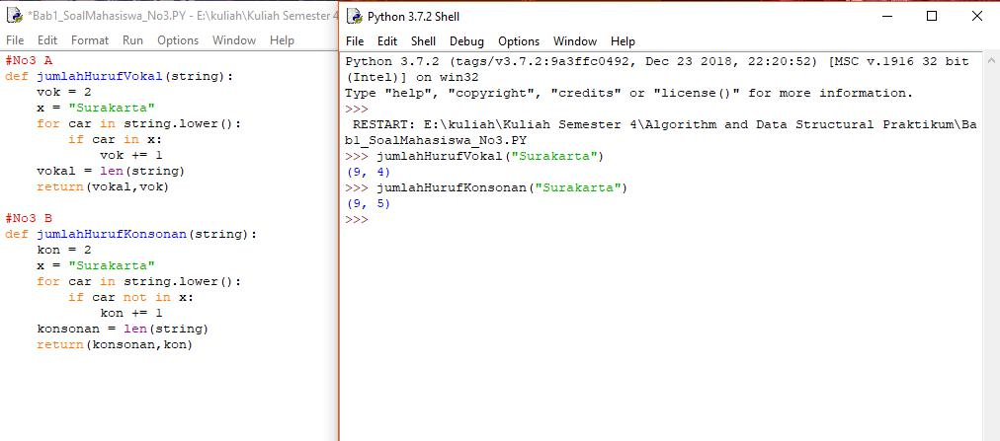 *Bab1_SoalMahasiswa_No3.PY - E:\kuliah\Kuliah Semester 4
File Edit Format Run Options Window Help
#No3 A
def jumlahHurufVokal(string):
    vok = 2
    x = "Surakarta"
    for car in string.lower():
        if car in x:
            vok += 1
    vokal = len(string)
    return(vokal,vok)

#No3 B
def jumlahHurufKonsonan(string):
    kon = 2
    x = "Surakarta"
    for car in string.lower():
        if car not in x:
            kon += 1
    konsonan = len(string)
    return(konsonan,kon)
Python 3.7.2 Shell
File Edit Shell Debug Options Window Help
Python 3.7.2 (tags/v3.7.2:9a3ffc0492, Dec 23 2018, 22:20:52) [MSC v.1916 32 bit
(Intel)] on win32
Type "help", "copyright", "credits" or "license()" for more information.
>>>
 RESTART: E:\kuliah\Kuliah Semester 4\Algorithm and Data Structural Praktikum\Ba
b1_SoalMahasiswa_No3.PY
>>> jumlahHurufVokal("Surakarta")
(9, 4)
>>> jumlahHurufKonsonan("Surakarta")
(9, 5)
>>>